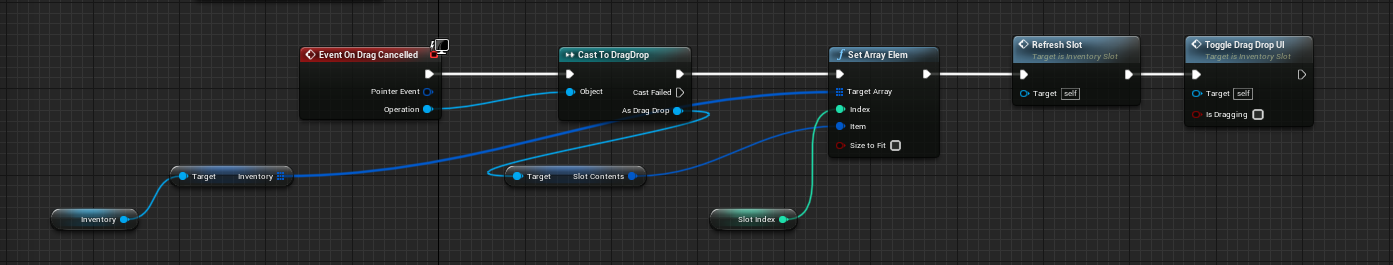 Event On Drag Cancelled
Pointer Event
Operation
Cast To DragDrop
Object
Cast Failed
As Drag Drop
Set Array Elem
Target Array
Index
Item
Size to Fit
Refresh Slot
Target is Inventory Slot
Target self
Toggle Drag Drop UI
Target is Inventory Slot
Target self
Is Dragging
Target Inventory
Target Slot Contents
Inventory
Slot Index